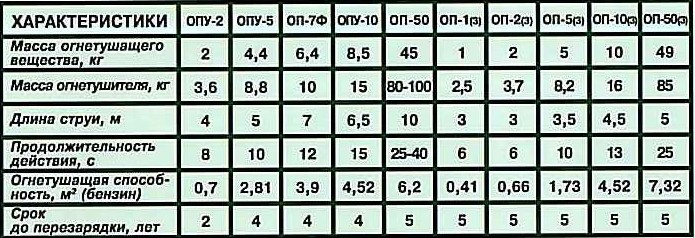 ХАРАКТЕРИСТИКИ ОПУ-2 ОПУ-5 ОП-7Ф ОПУ-10 ОП-50 ОП-1(З) ОП-2(З) ОП-5(З) ОП-10(З) ОП-50(З)
Масса огнетушащего
вещества, кг 2 4,4 6,4 8,5 45 1 2 5 10 49
Масса огнетушителя, кг 3,6 8,8 10 15 80-100 2,5 3,7 8,2 16 85
Длина струи, м 4 5 7 6,5 10 3 3 3,5 4,5 5
Продолжительность
действия, с 8 10 12 15 25-40 6 6 10 13 25
Огнетушащая способ-
ность, м² (бензин) 0,7 2,81 3,9 4,52 6,2 0,41 0,66 1,73 4,52 7,32
Срок
до перезарядки, лет 2 4 4 4 5 5 5 5 5 5